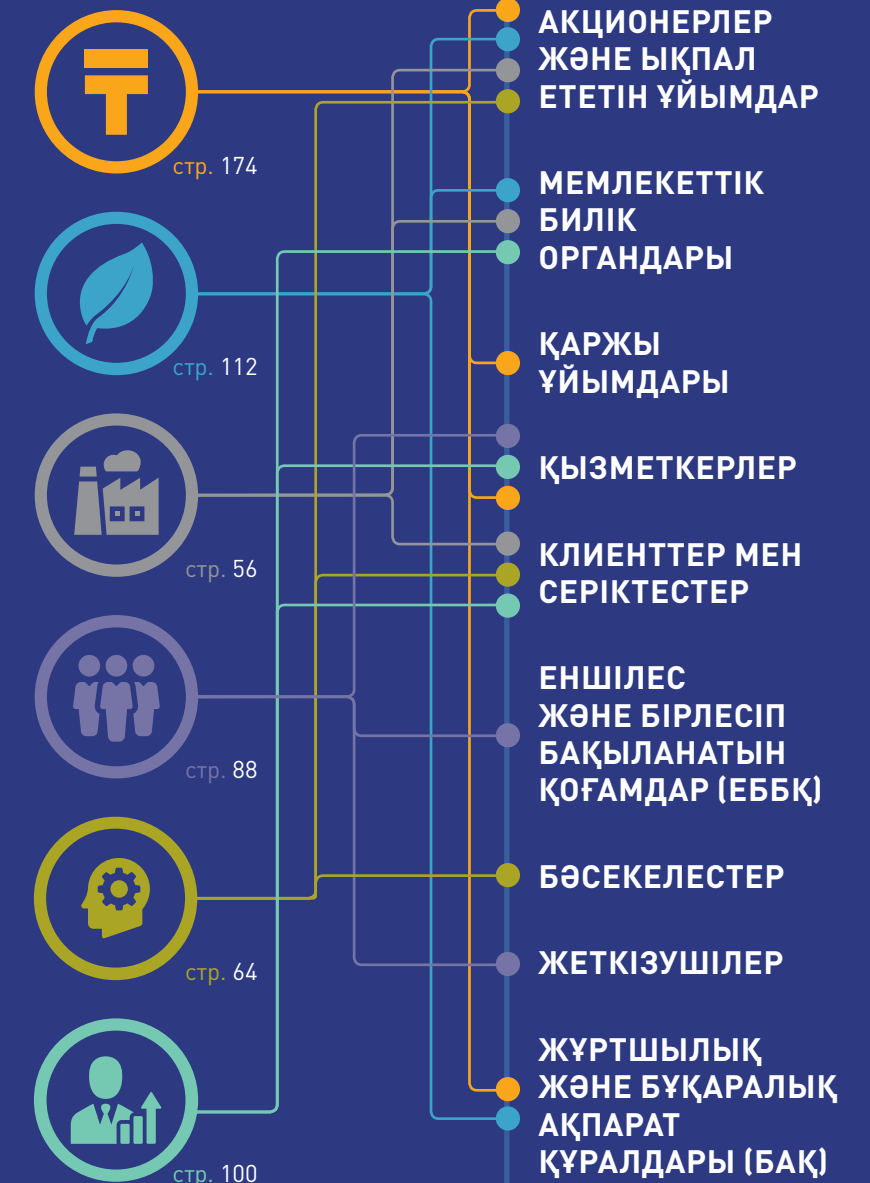 стр. 174
стр. 112
стр. 56
стр. 88
стр. 64
стр. 100
АКЦИОНЕРЛЕР
ЖӘНЕ ЫҚПАЛ
ЕТЕТІН ҰЙЫМДАР
МЕМЛЕКЕТТІК
БИЛІК
ОРГАНДАРЫ
ҚАРЖЫ
ҰЙЫМДАРЫ
ҚЫЗМЕТКЕРЛЕР
КЛИЕНТТЕР МЕН
СЕРІКТЕСТЕР
ЕНШІЛЕС
ЖӘНЕ БІРЛЕСІП
БАҚЫЛАНАТЫН
ҚОҒАМДАР (ЕББҚ)
БӘСЕКЕЛЕСТЕР
ЖЕТКІЗУШІЛЕР
ЖҰРТШЫЛЫҚ
ЖӘНЕ БҰҚАРАЛЫҚ
АҚПАРАТ
ҚҰРАЛДАРЫ (БАҚ)